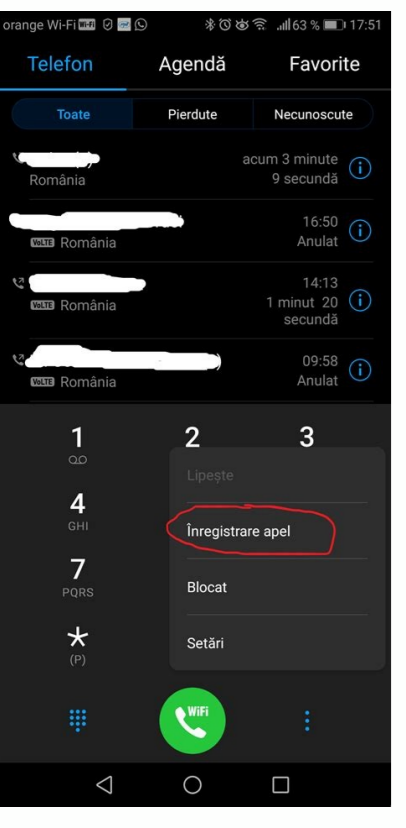 orange Wi-Fi 63 % 17:51
Telefon Agendă Favorite
Toate Pierdute Necunoscute
acum 3 minute
România 9 secundă
16:50
VoLTE România Anulat
14:13
VoLTE România 1 minut 20
secundă
09:58
VoLTE România Anulat
1 2 3
Lipește
4
GHI
Înregistrare apel
7
PQRS
Blocat
*
(P)
Setări
WiFi